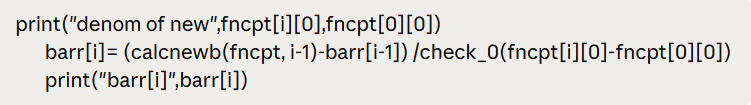 print("denom of new",fncpt[i][0],fncpt[0][0])
barr[i]= (calcnewb(fncpt, i-1)-barr[i-1]) /check_0(fncpt[i][0]-fncpt[0][0])
print("barr[i]",barr[i])